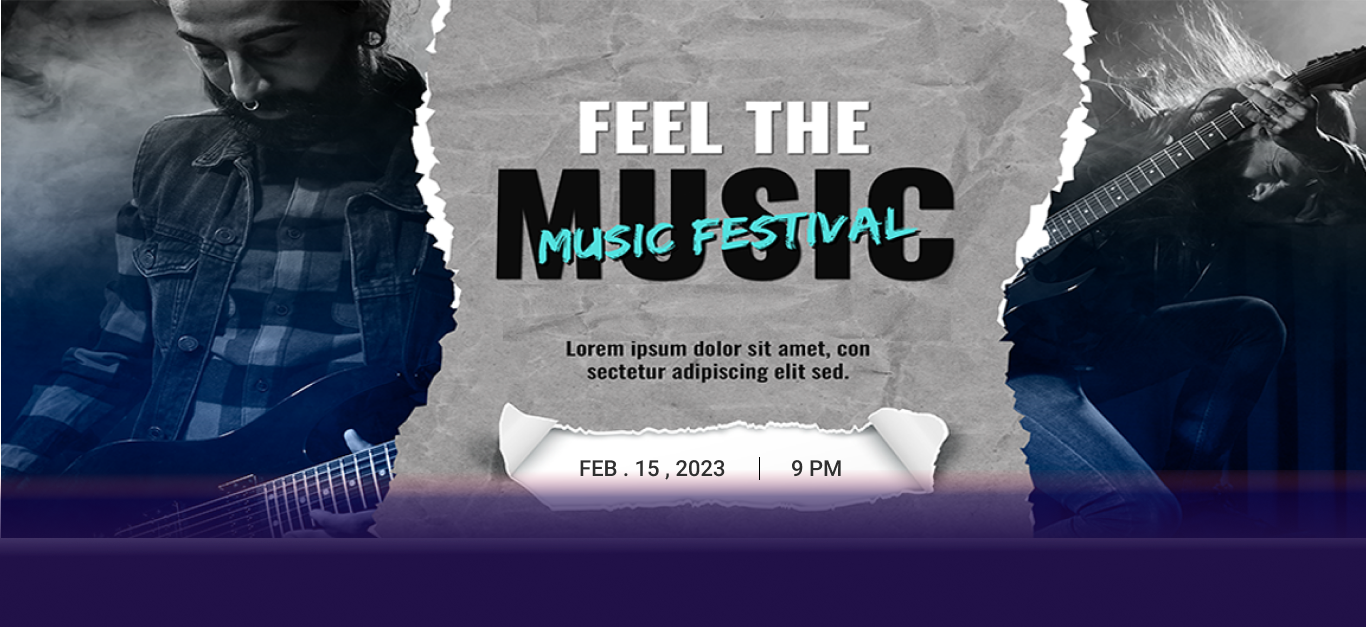 FEEL THE
MUSIC
MUSIC FESTIVAL
Lorem ipsum dolor sit amet, con
sectetur adipiscing elit sed.
FEB . 15 , 2023 | 9 PM